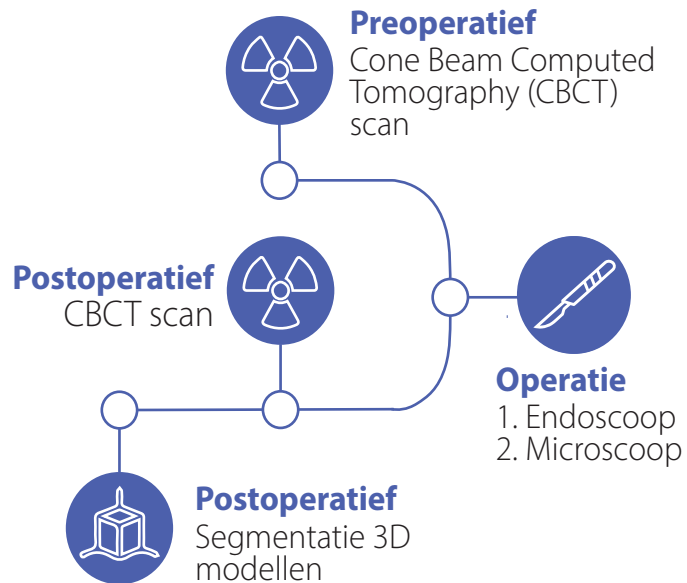 Preoperatief
Cone Beam Computed
Tomography (CBCT)
scan
Postoperatief
CBCT scan
Operatie
1. Endoscoop
2. Microscoop
Postoperatief
Segmentatie 3D
modellen